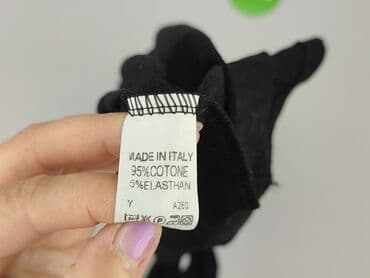 MADE IN ITALY
95%COTONE
5%ELASTHAN
Y A260